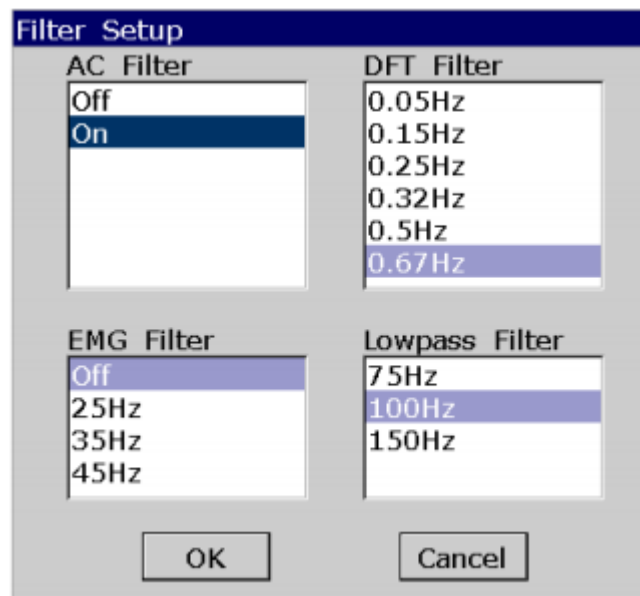 Filter Setup
AC Filter
Off
On
DFT Filter
0.05Hz
0.15Hz
0.25Hz
0.32Hz
0.5Hz
0.67Hz
EMG Filter
Off
25Hz
35Hz
45Hz
Lowpass Filter
75Hz
100Hz
150Hz
OK
Cancel